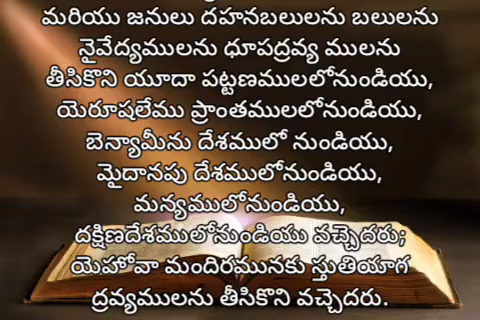 మరియు జనులు దహనబలులను బలులను
నైవేద్యములను ధూపద్రవ్య ములను
తీసికొని యూదా పట్టణములలోనుండియు,
యెరూషలేము ప్రాంతములలోనుండియు,
బెన్యామీను దేశములో నుండియు,
మైదానపు దేశములోనుండియు,
మన్యములోనుండియు,
దక్షిణదేశములోనుండియు వచ్చెదరు;
యెహోవా మందిరమునకు స్తుతియాగ
ద్రవ్యములను తీసికొని వచ్చెదరు.